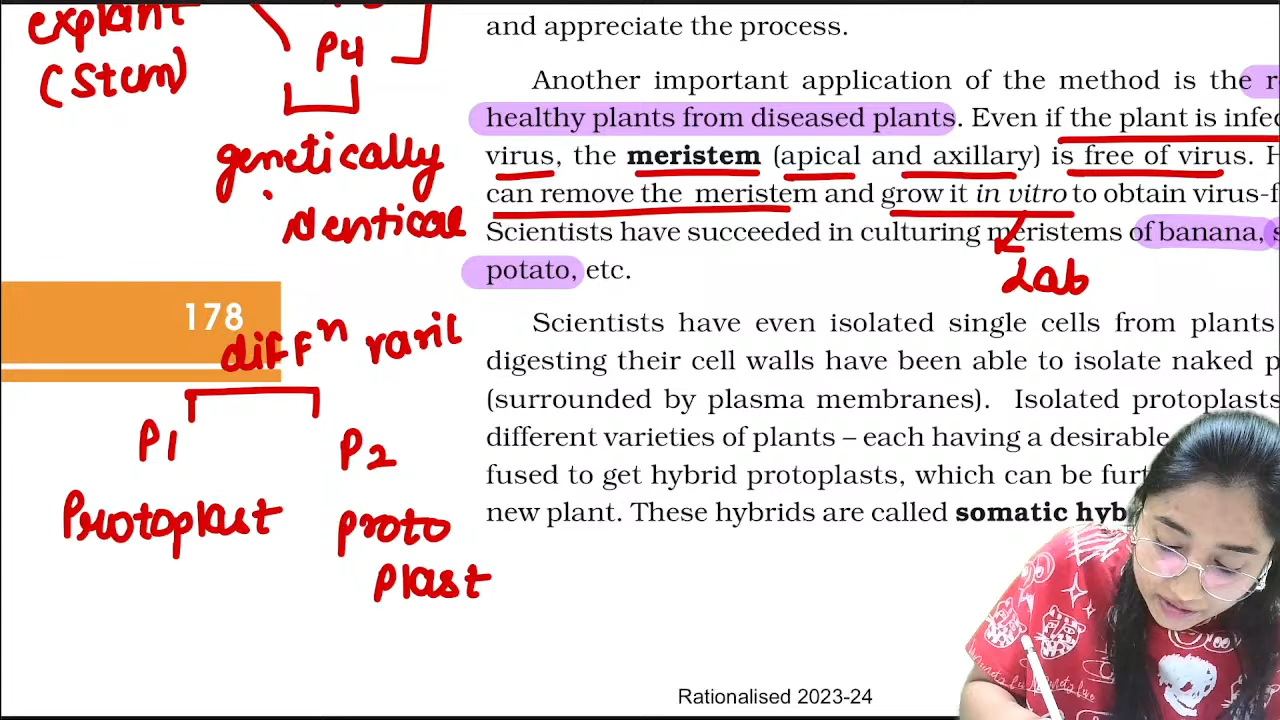 explant
(Stem)
P4
genetically
identical
178
diffⁿ
P1
P2
Protoplast
proto
plast
and appreciate the process.
Another important application of the method is the r
healthy plants from diseased plants. Even if the plant is infec
virus, the meristem (apical and axillary) is free of virus. H
can remove the meristem and grow it in vitro to obtain virus-f
Scientists have succeeded in culturing meristems of banana, s
potato, etc.
Lab
Scientists have even isolated single cells from plants
digesting their cell walls have been able to isolate naked p
(surrounded by plasma membranes). Isolated protoplasts
different varieties of plants – each having a desirable
fused to get hybrid protoplasts, which can be furt
new plant. These hybrids are called somatic hyb
Rationalised 2023-24